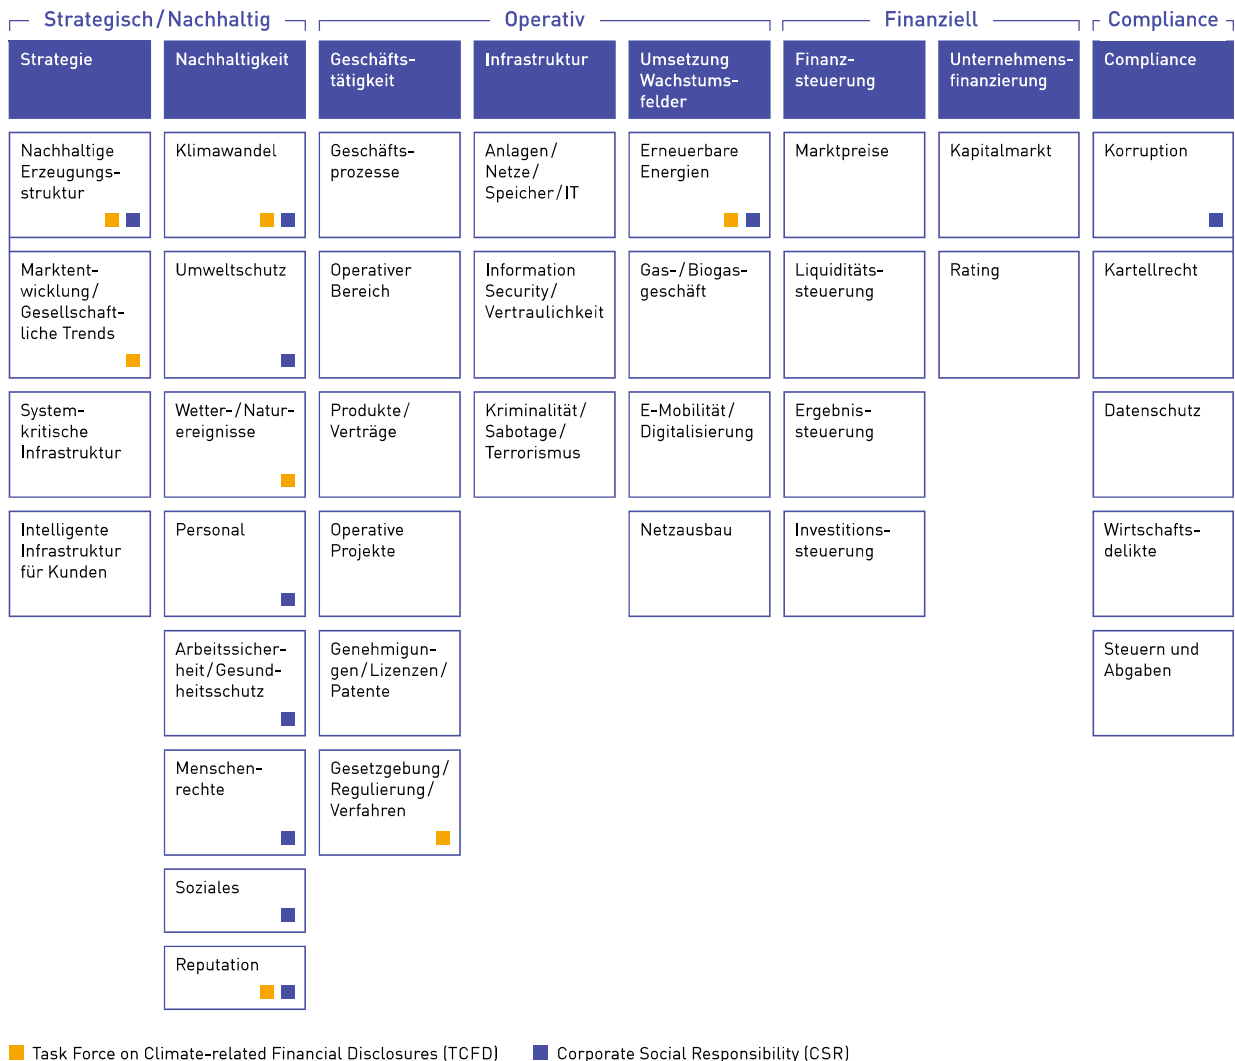 Strategisch/Nachhaltig
Operativ
Finanziell
Compliance
Strategie
Nachhaltigkeit
Geschäfts-
tätigkeit
Infrastruktur
Umsetzung
Wachstums-
felder
Finanz-
steuerung
Unternehmens-
finanzierung
Compliance
Nachhaltige
Erzeugungs-
struktur
Klimawandel
Geschäfts-
prozesse
Anlagen/
Netze/
Speicher/IT
Erneuerbare
Energien
Marktpreise
Kapitalmarkt
Korruption
Marktent-
wicklung/
Gesellschaft-
liche Trends
Umweltschutz
Operativer
Bereich
Information
Security/
Vertraulichkeit
Gas-/Biogas-
geschäft
Liquiditäts-
steuerung
Rating
Kartellrecht
System-
kritische
Infrastruktur
Wetter-/Natur-
ereignisse
Produkte/
Verträge
Kriminalität/
Sabotage/
Terrorismus
E-Mobilität/
Digitalisierung
Ergebnis-
steuerung
Datenschutz
Intelligente
Infrastruktur
für Kunden
Personal
Operative
Projekte
Netzausbau
Investitions-
steuerung
Wirtschafts-
delikte
Arbeitssicher-
heit/Gesund-
heitsschutz
Genehmigun-
gen/Lizenzen/
Patente
Steuern und
Abgaben
Menschen-
rechte
Gesetzgebung/
Regulierung/
Verfahren
Soziales
Reputation
Task Force on Climate-related Financial Disclosures (TCFD)
Corporate Social Responsibility (CSR)